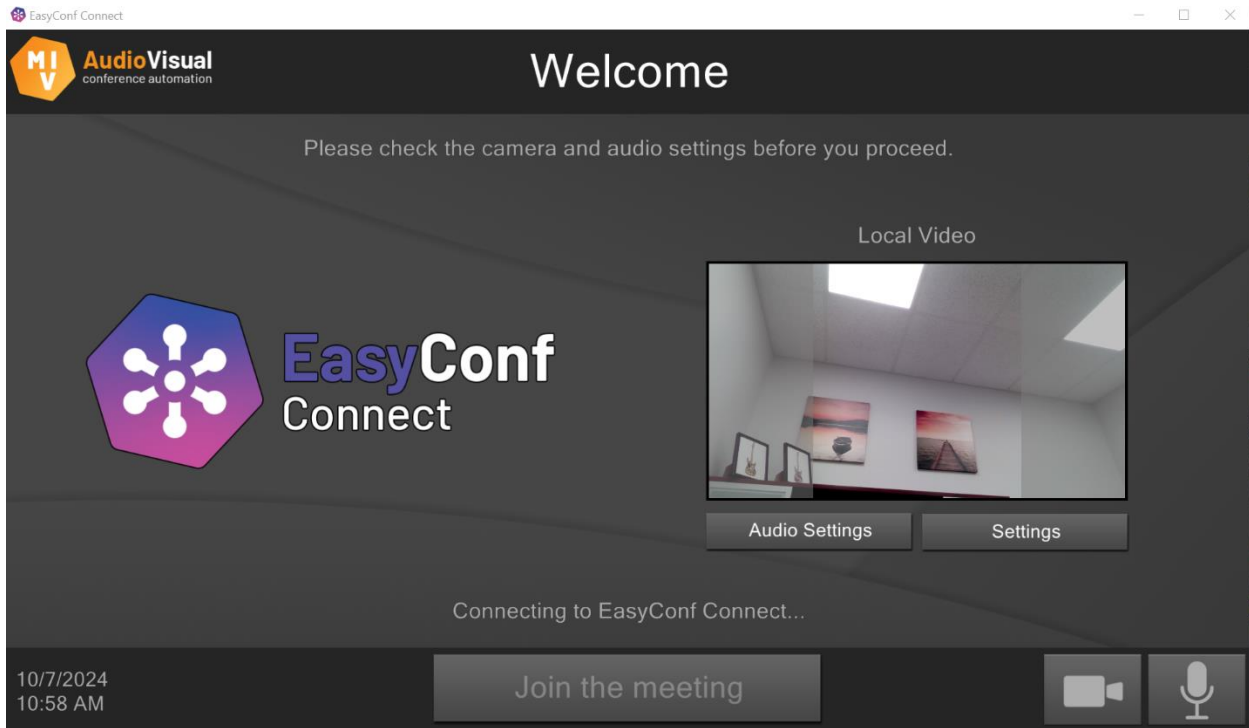 EasyConf Connect
MIV
AudioVisual
conference automation
Welcome
Please check the camera and audio settings before you proceed.
Local Video
EasyConf
Connect
Audio Settings
Settings
Connecting to EasyConf Connect...
10/7/2024
10:58 AM
Join the meeting